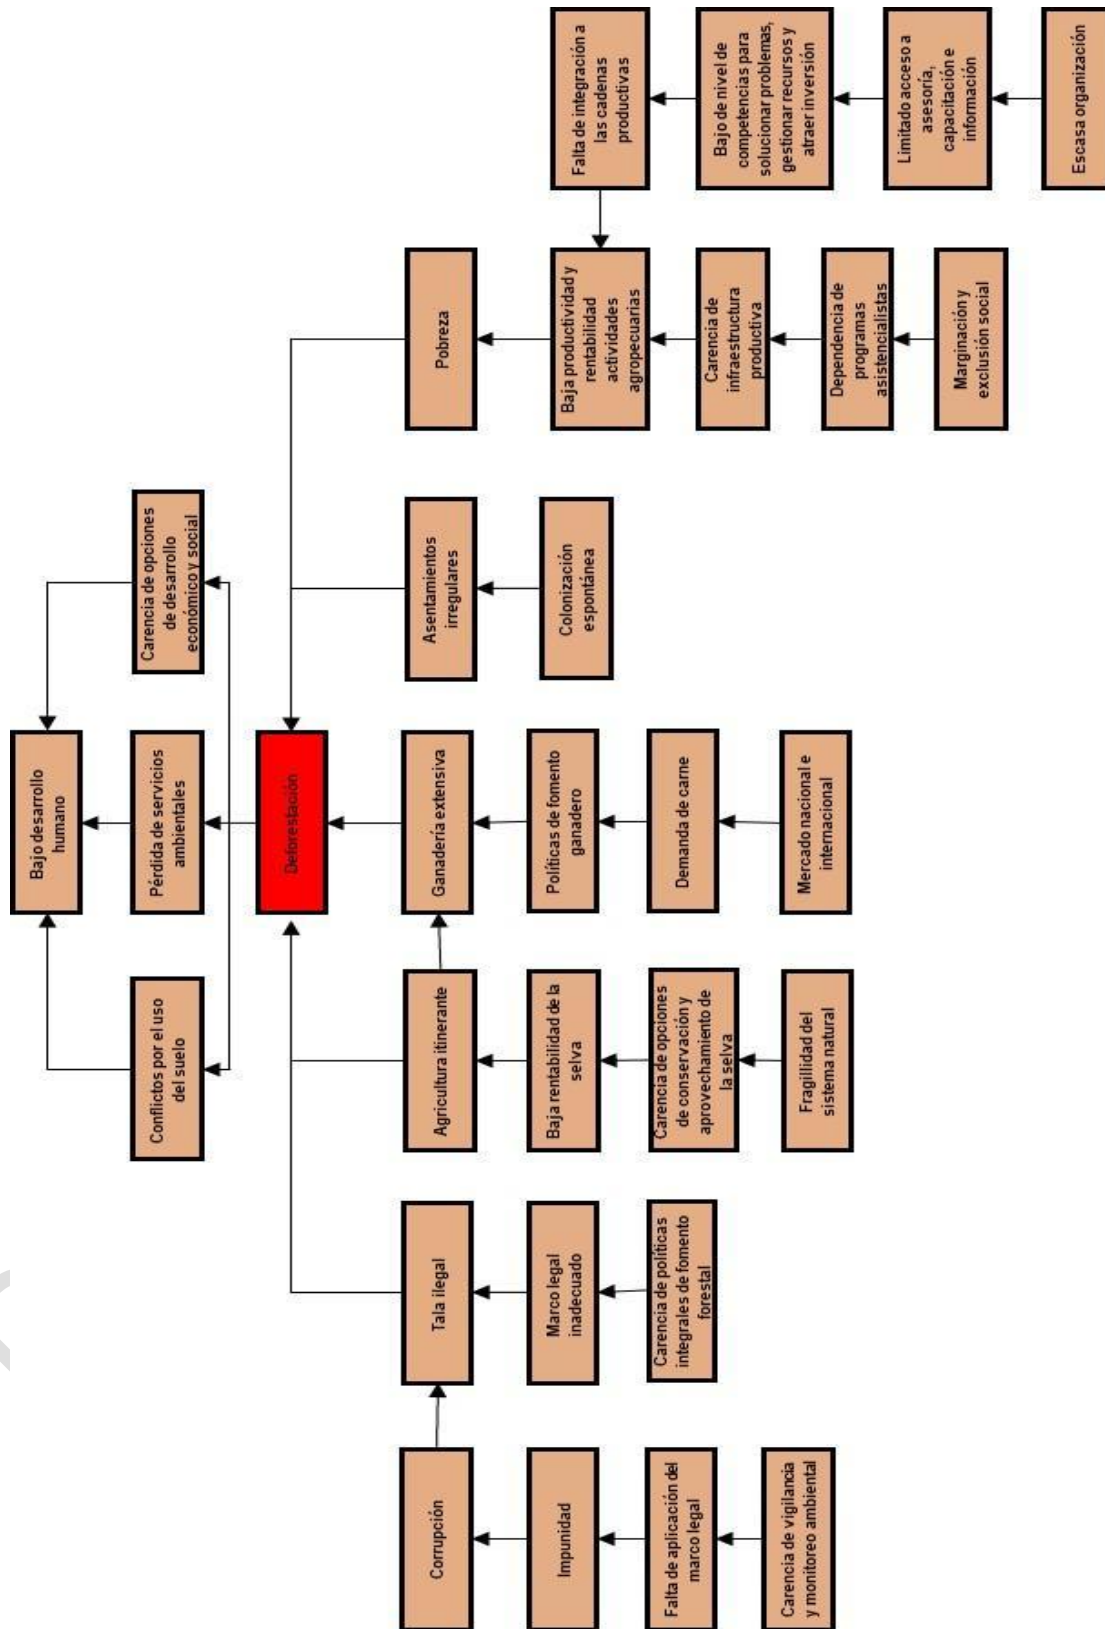 Bajo desarrollo
humano
Conflictos por el uso
del suelo
Pérdida de servicios
ambientales
Carencia de opciones
de desarrollo
económico y social
Deforestación
Corrupción
Tala ilegal
Agricultura itinerante
Ganadería extensiva
Asentamientos
irregulares
Pobreza
Impunidad
Marco legal
inadecuado
Baja rentabilidad de la
selva
Políticas de fomento
ganadero
Colonización
espontánea
Baja productividad y
rentabilidad
actividades
agropecuarias
Falta de integración a
las cadenas
productivas
Falta de aplicación del
marco legal
Carencia de políticas
integrales de fomento
forestal
Carencia de opciones
de conservación y
aprovechamiento de
la selva
Demanda de carne
Carencia de
infraestructura
productiva
Bajo de nivel de
competencias para
solucionar problemas,
gestionar recursos y
atraer inversión
Carencia de vigilancia
y monitoreo ambiental
Fragillidad del
sistema natural
Mercado nacional e
internacional
Dependencia de
programas
asistencialistas
Limitado acceso a
asesoría,
capacitación e
información
Marginación y
exclusión social
Escasa organización